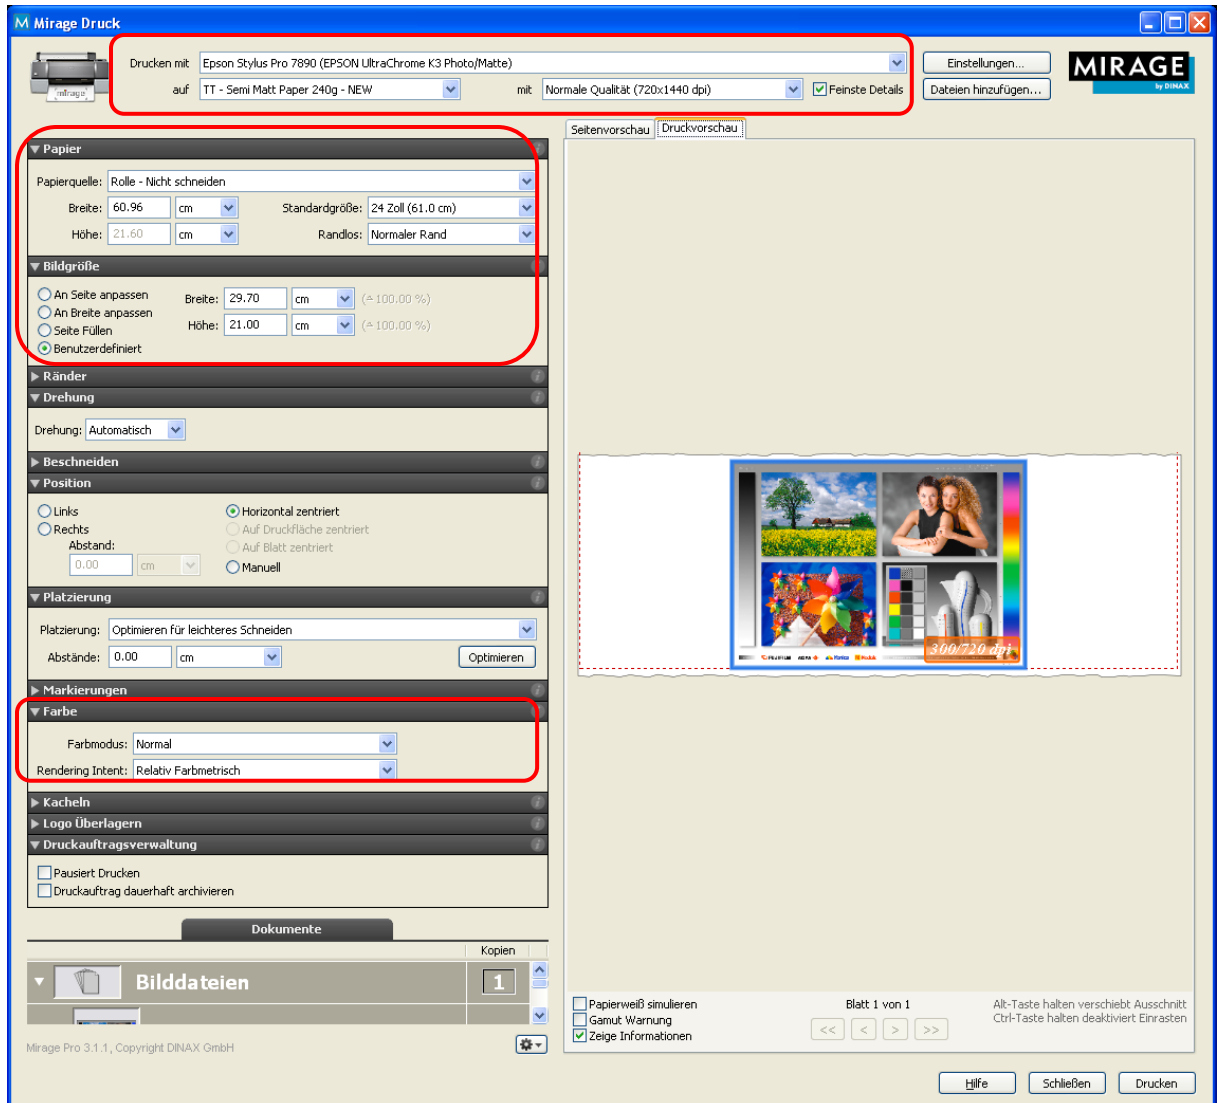 Mirage Druck
mirage
Drucken mit Epson Stylus Pro 7890 (EPSON UltraChrome K3 Photo/Matte) Einstellungen...
auf TT - Semi Matt Paper 240g - NEW mit Normale Qualität (720x1440 dpi) Feinste Details Dateien hinzufügen...
MIRAGE
by DINAX
Papier
Papierquelle: Rolle - Nicht schneiden
Breite: 60.96 cm Standardgröße: 24 Zoll (61.0 cm)
Höhe: 21.60 cm Randlos: Normaler Rand
Bildgröße
An Seite anpassen
An Breite anpassen
Seite Füllen
Benutzerdefiniert
Breite: 29.70 cm (≙ 100.00 %)
Höhe: 21.00 cm (≙ 100.00 %)
Ränder
Drehung
Drehung: Automatisch
Beschneiden
Position
Links
Rechts
Abstand:
0.00 cm
Horizontal zentriert
Auf Druckfläche zentriert
Auf Blatt zentriert
Manuell
Platzierung
Platzierung: Optimieren für leichteres Schneiden
Abstände: 0.00 cm Optimieren
Markierungen
Farbe
Farbmodus: Normal
Rendering Intent: Relativ Farbmetrisch
Kacheln
Logo Überlagern
Druckauftragsverwaltung
Pausiert Drucken
Druckauftrag dauerhaft archivieren
Dokumente
Kopien
Bilddateien 1
Mirage Pro 3.1.1, Copyright DINAX GmbH
Seitenvorschau Druckvorschau
300/720 dpi
Papierweiß simulieren
Gamut Warnung
Zeige Informationen
Blatt 1 von 1
<< < > >>
Alt-Taste halten verschiebt Ausschnitt
Ctrl-Taste halten deaktiviert Einrasten
Hilfe Schließen Drucken